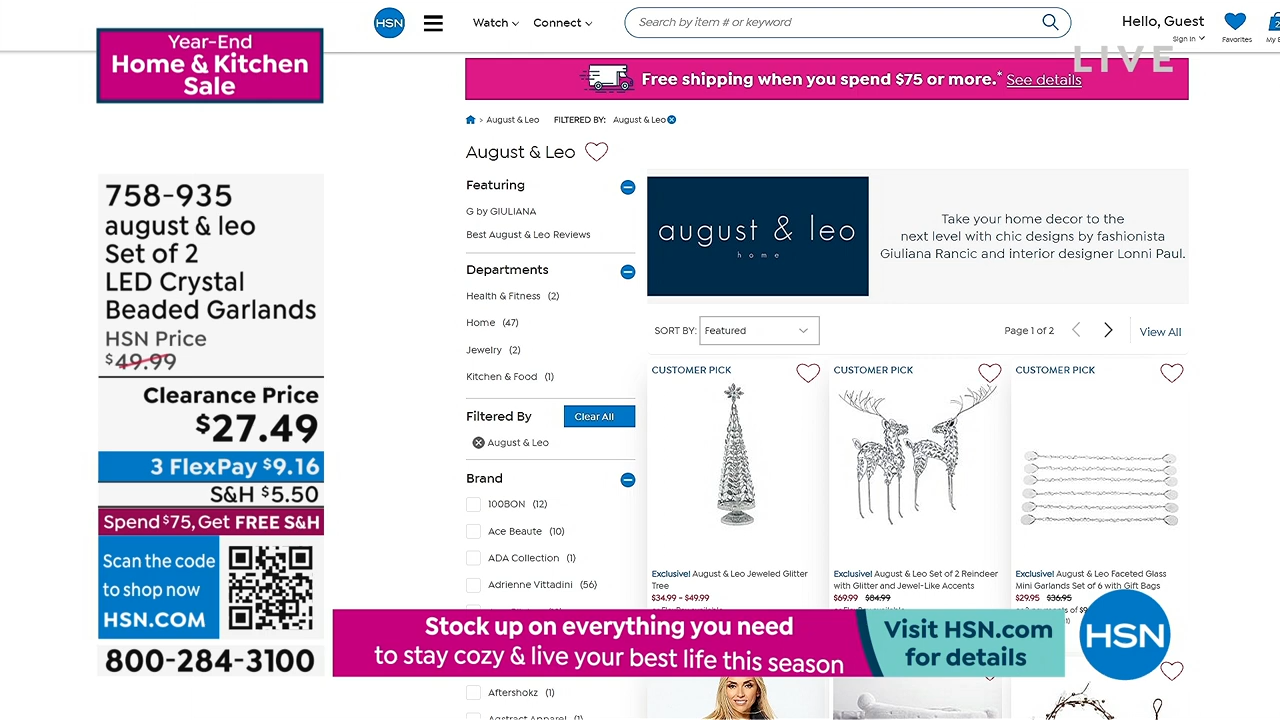 HSN
Watch
Connect
Search by item # or keyword
Hello, Guest
Sign In
Favorites
LIVE
Year-End
Home & Kitchen
Sale
Free shipping when you spend $75 or more.* See details
> August & Leo FILTERED BY: August & Leo
August & Leo
Featuring
G by GIULIANA
Best August & Leo Reviews
Departments
Health & Fitness (2)
Home (47)
Jewelry (2)
Kitchen & Food (1)
Filtered By
Clear All
August & Leo
Brand
100BON (12)
Ace Beaute (10)
ADA Collection (1)
Adrienne Vittadini (56)
Aftershokz (1)
august & leo
home
Take your home decor to the
next level with chic designs by fashionista
Giuliana Rancic and interior designer Lonni Paul.
SORT BY: Featured
Page 1 of 2
View All
CUSTOMER PICK
Exclusive! August & Leo Jeweled Glitter
Tree
$34.99 - $49.99
CUSTOMER PICK
Exclusive! August & Leo Set of 2 Reindeer
with Glitter and Jewel-Like Accents
$69.99 $84.99
CUSTOMER PICK
Exclusive! August & Leo Faceted Glass
Mini Garlands Set of 6 with Gift Bags
$29.95 $36.95
758-935
august & leo
Set of 2
LED Crystal
Beaded Garlands
HSN Price
$49.99
Clearance Price
$27.49
3 FlexPay $9.16
S&H $5.50
Spend $75, Get FREE S&H
Scan the code
to shop now
HSN.COM
800-284-3100
Stock up on everything you need
to stay cozy & live your best life this season
Visit HSN.com
for details
HSN